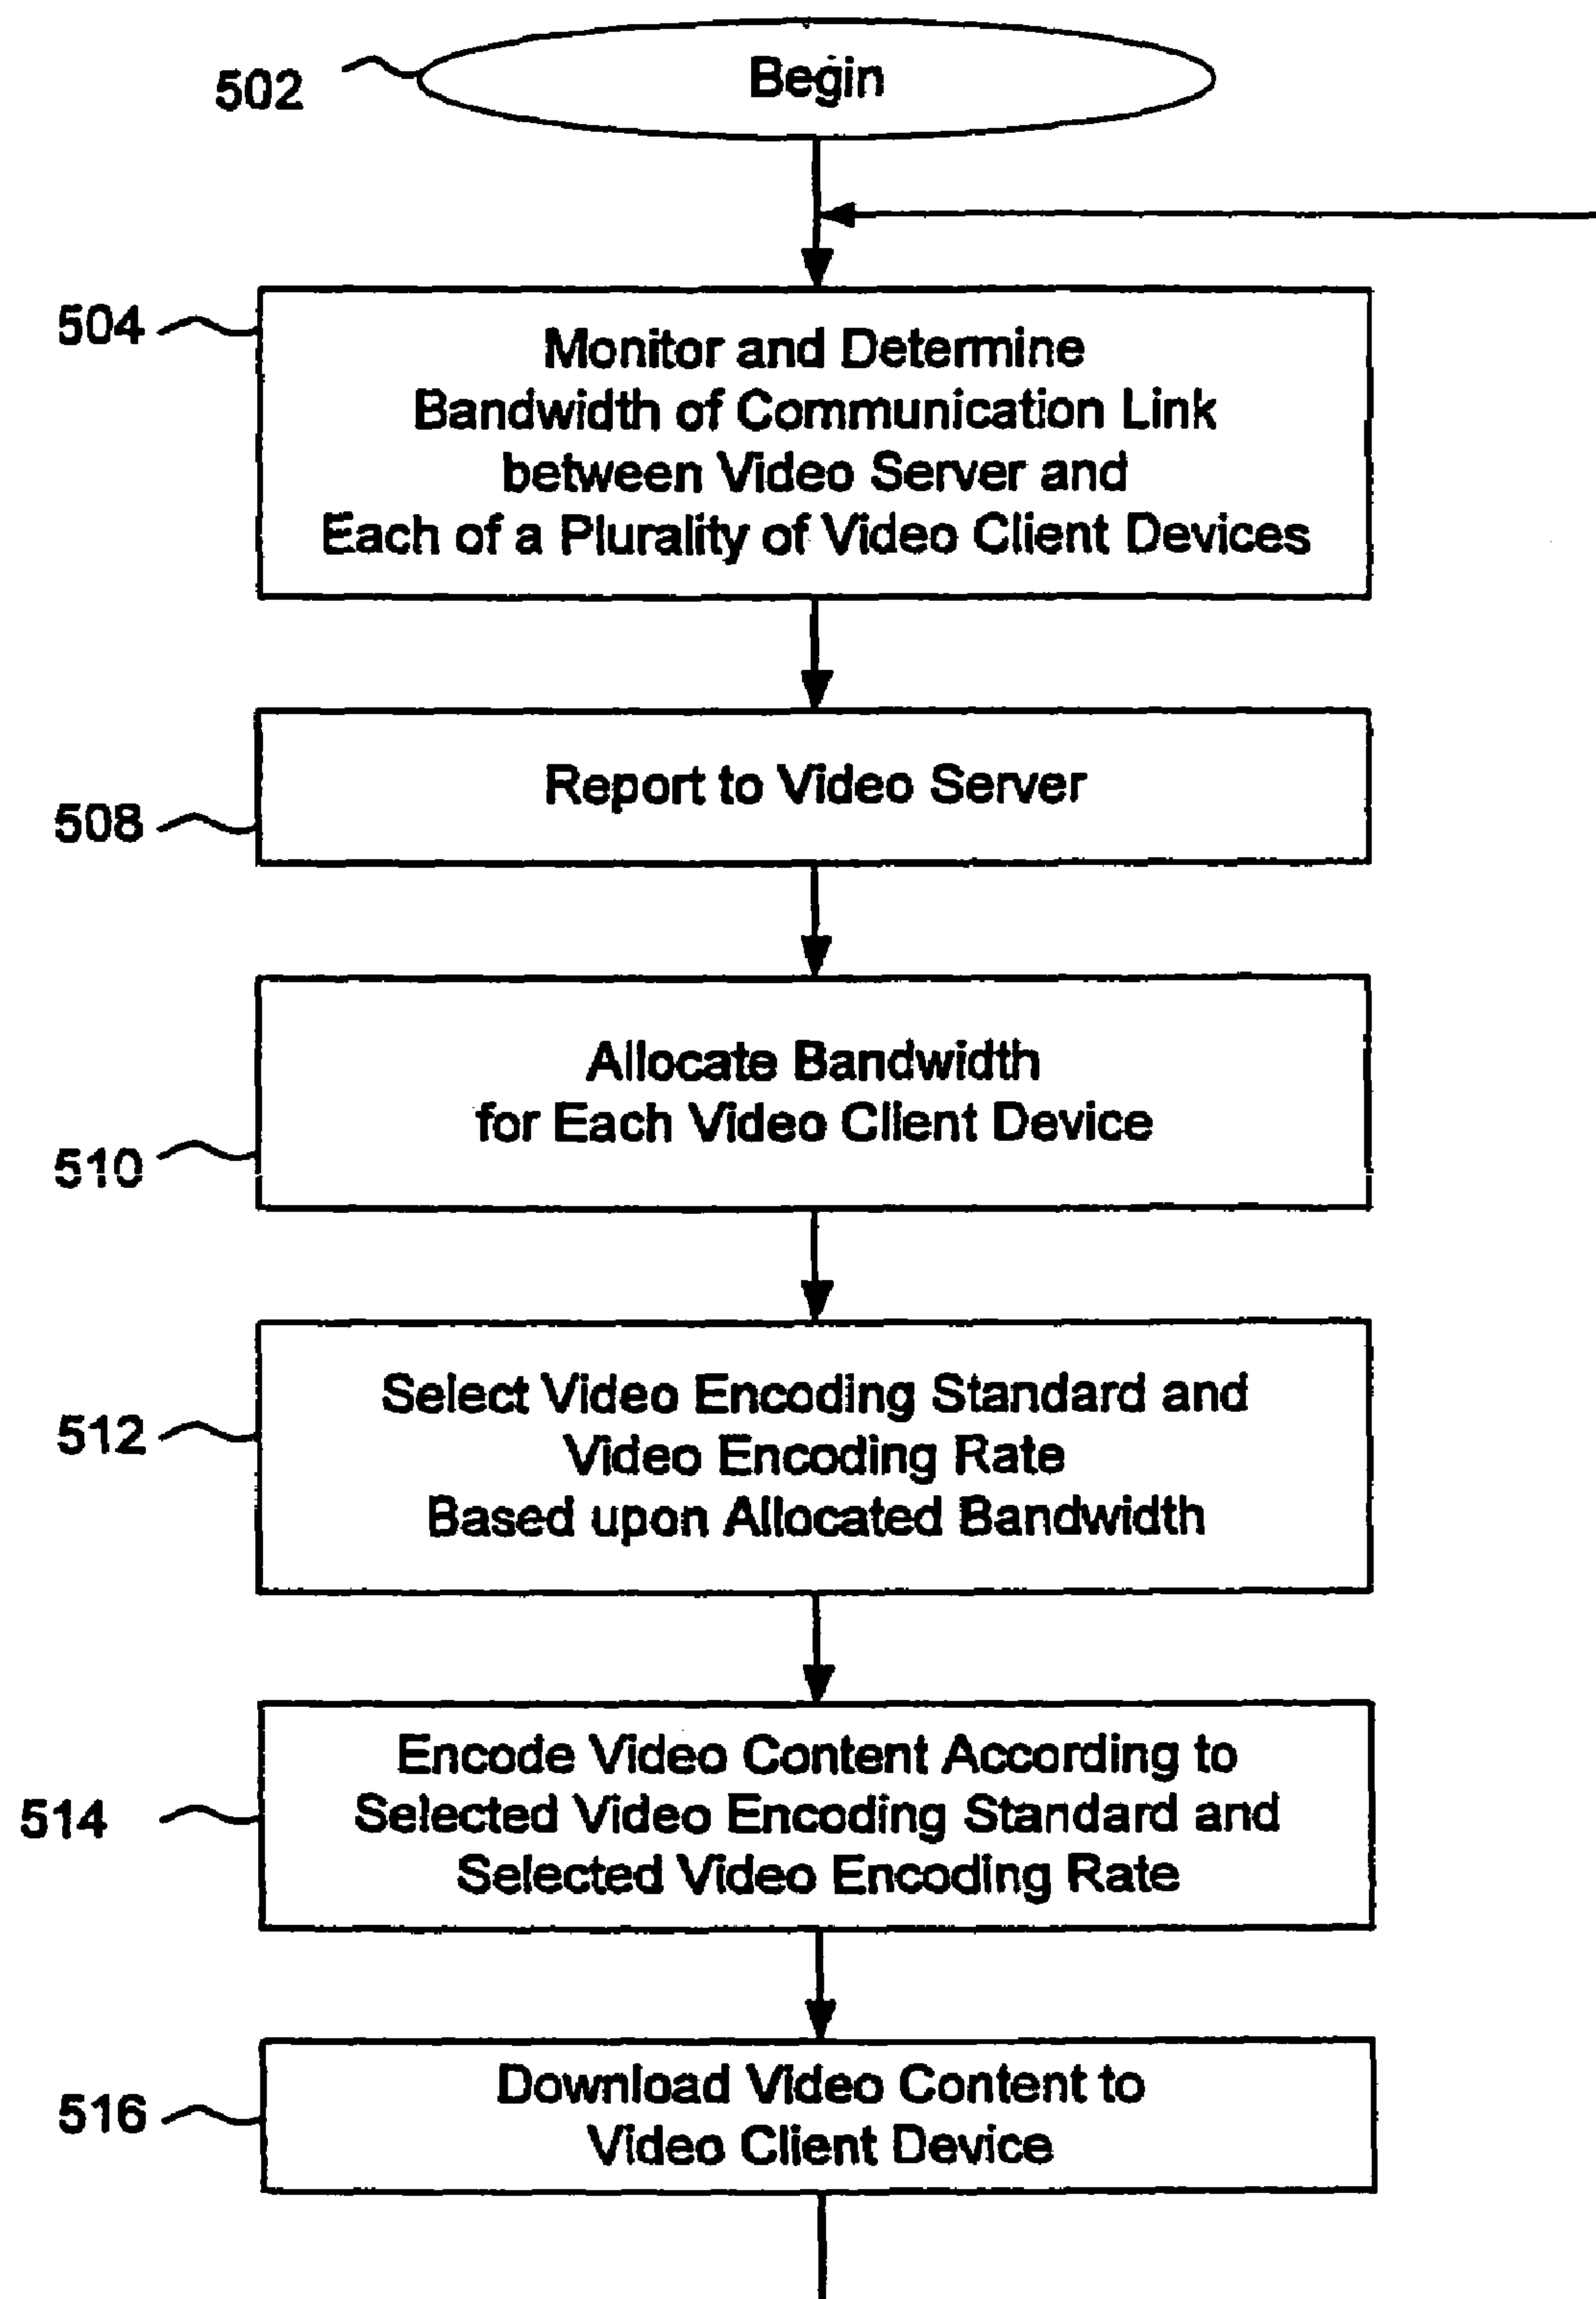 502
Begin
504
Monitor and Determine
Bandwidth of Communication Link
between Video Server and
Each of a Plurality of Video Client Devices
508
Report to Video Server
510
Allocate Bandwidth
for Each Video Client Device
512
Select Video Encoding Standard and
Video Encoding Rate
Based upon Allocated Bandwidth
514
Encode Video Content According to
Selected Video Encoding Standard and
Selected Video Encoding Rate
516
Download Video Content to
Video Client Device